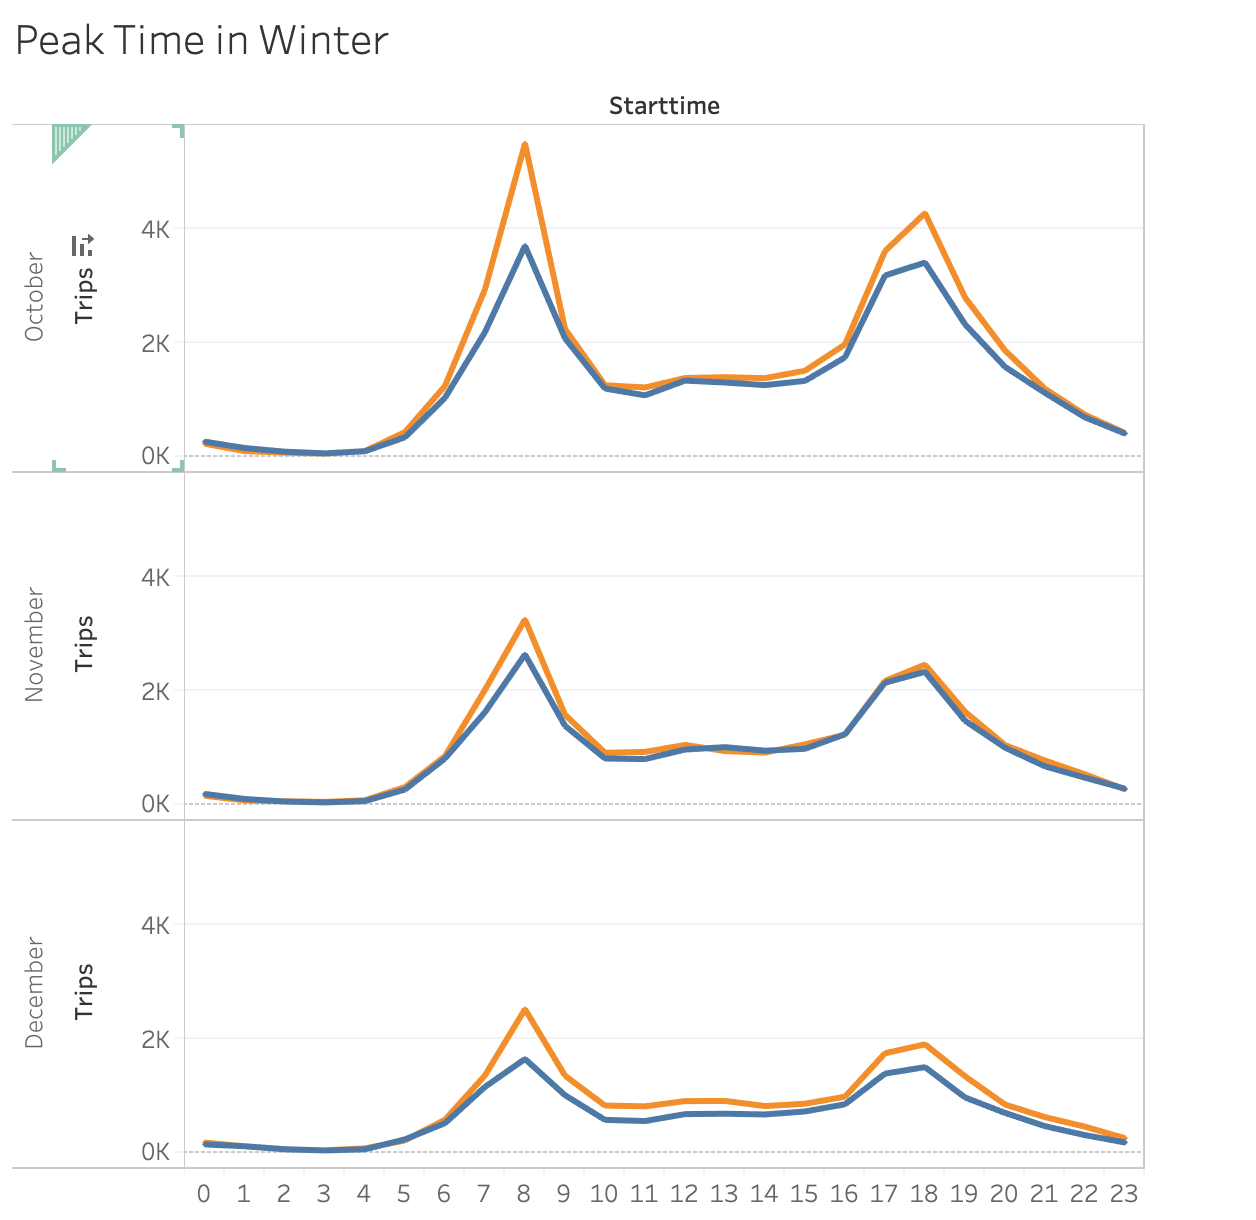 Peak Time in Winter
Starttime
October
Trips
4K
2K
0K
November
Trips
4K
2K
0K
December
Trips
4K
2K
0K
0 1 2 3 4 5 6 7 8 9 10 11 12 13 14 15 16 17 18 19 20 21 22 23